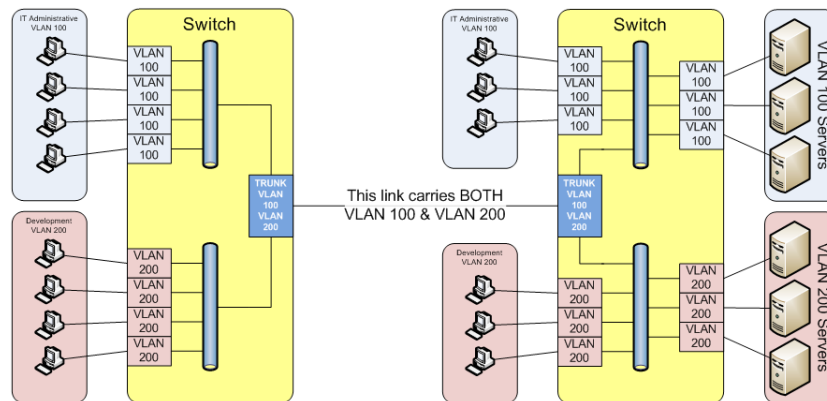 IT Administrative
VLAN 100
Switch
VLAN
100
VLAN
100
VLAN
100
VLAN
100
TRUNK
VLAN
100
VLAN
200
Development
VLAN 200
VLAN
200
VLAN
200
VLAN
200
VLAN
200
This link carries BOTH
VLAN 100 & VLAN 200
IT Administrative
VLAN 100
Switch
VLAN
100
VLAN
100
VLAN
100
VLAN
100
VLAN
100
VLAN
100
VLAN 100 Servers
TRUNK
VLAN
100
VLAN
200
Development
VLAN 200
VLAN
200
VLAN
200
VLAN
200
VLAN
200
VLAN
200
VLAN
200
VLAN 200 Servers